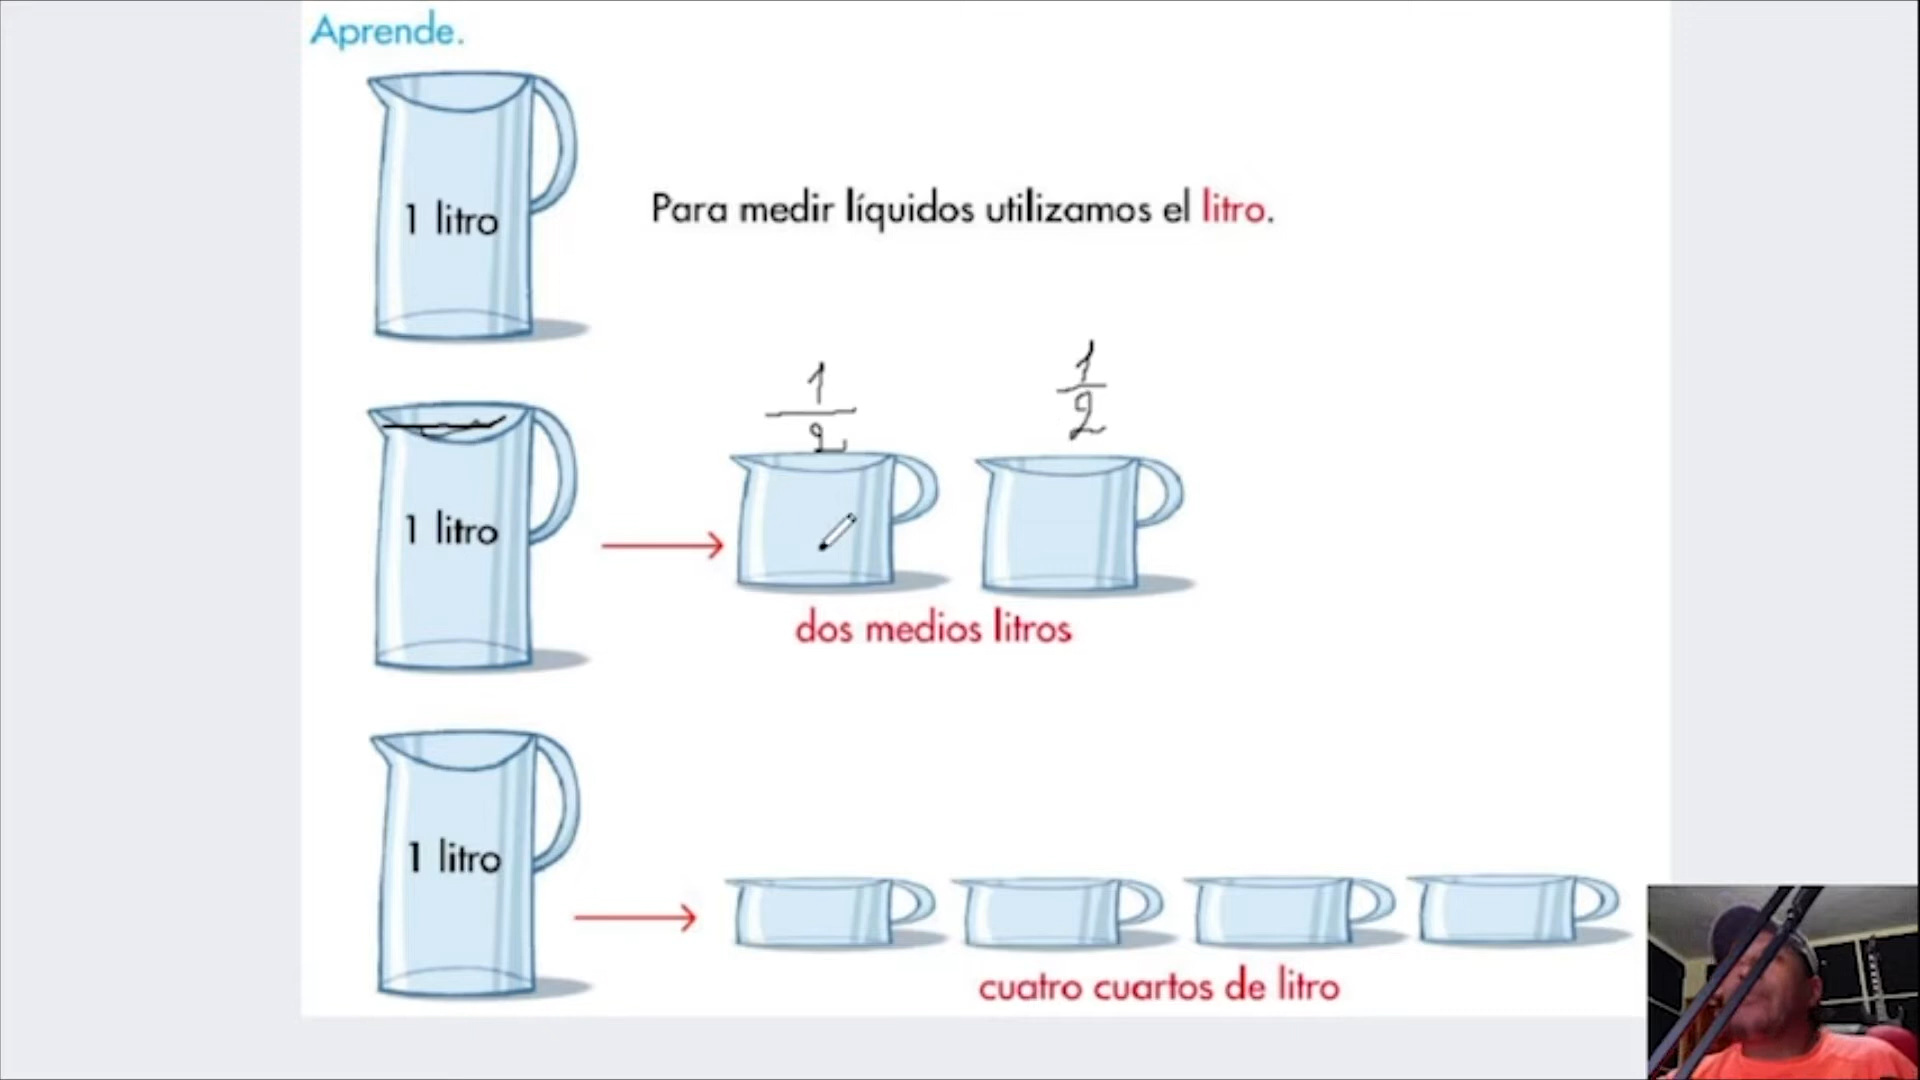 Aprende.
1 litro
Para medir líquidos utilizamos el litro.
1/2
1/2
1 litro
dos medios litros
1 litro
cuatro cuartos de litro